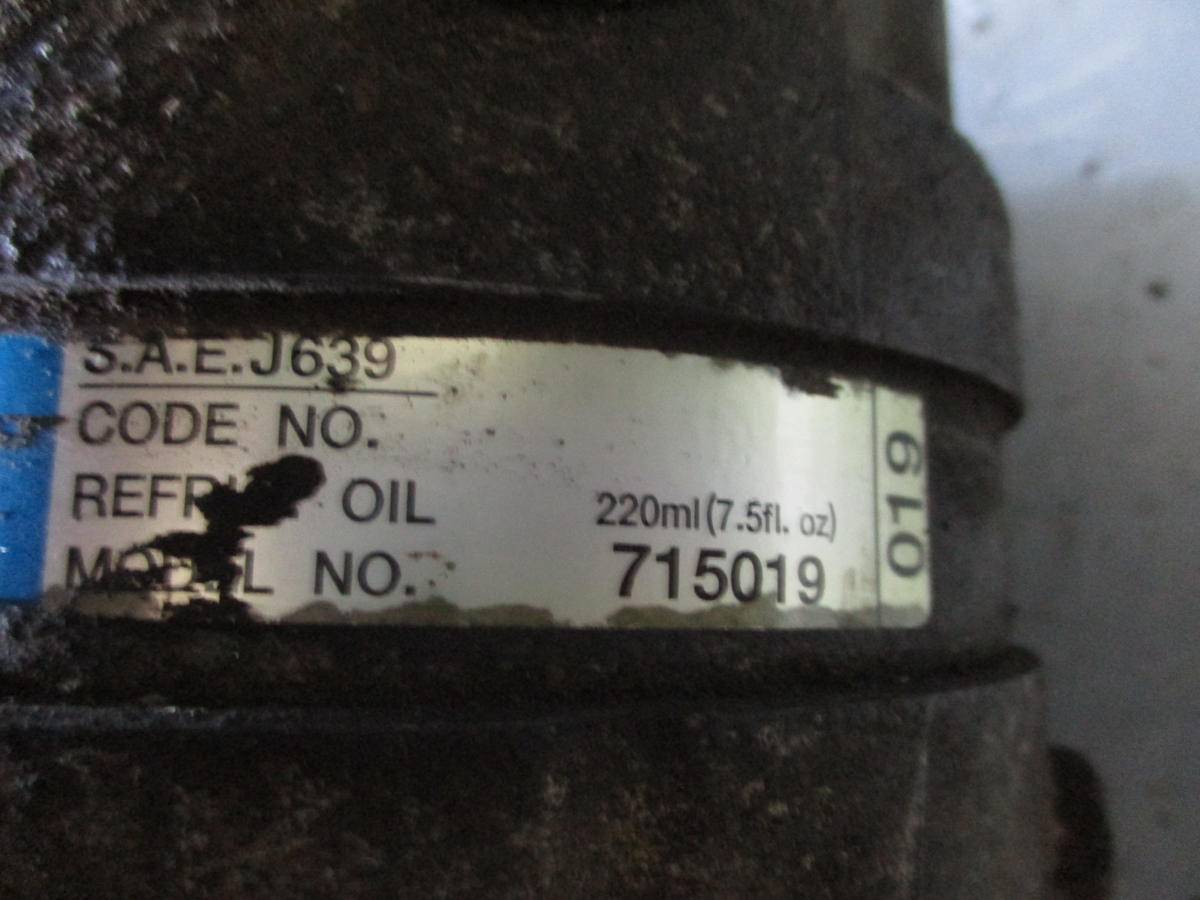 S.A.E.J639
CODE NO.
OIL 220ml (7.5fl. oz)
NO. 715019
019